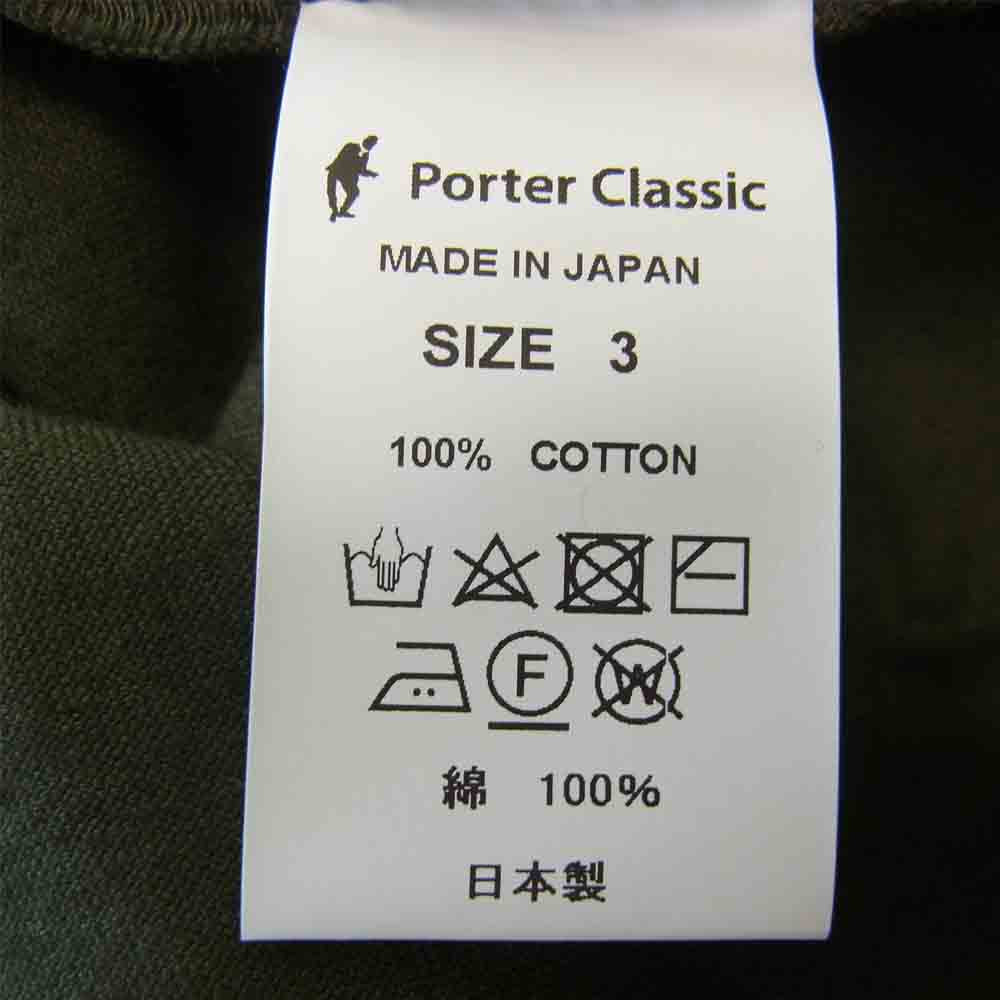 Porter Classic
MADE IN JAPAN
SIZE 3
100% COTTON
F W
綿 100%
日本製